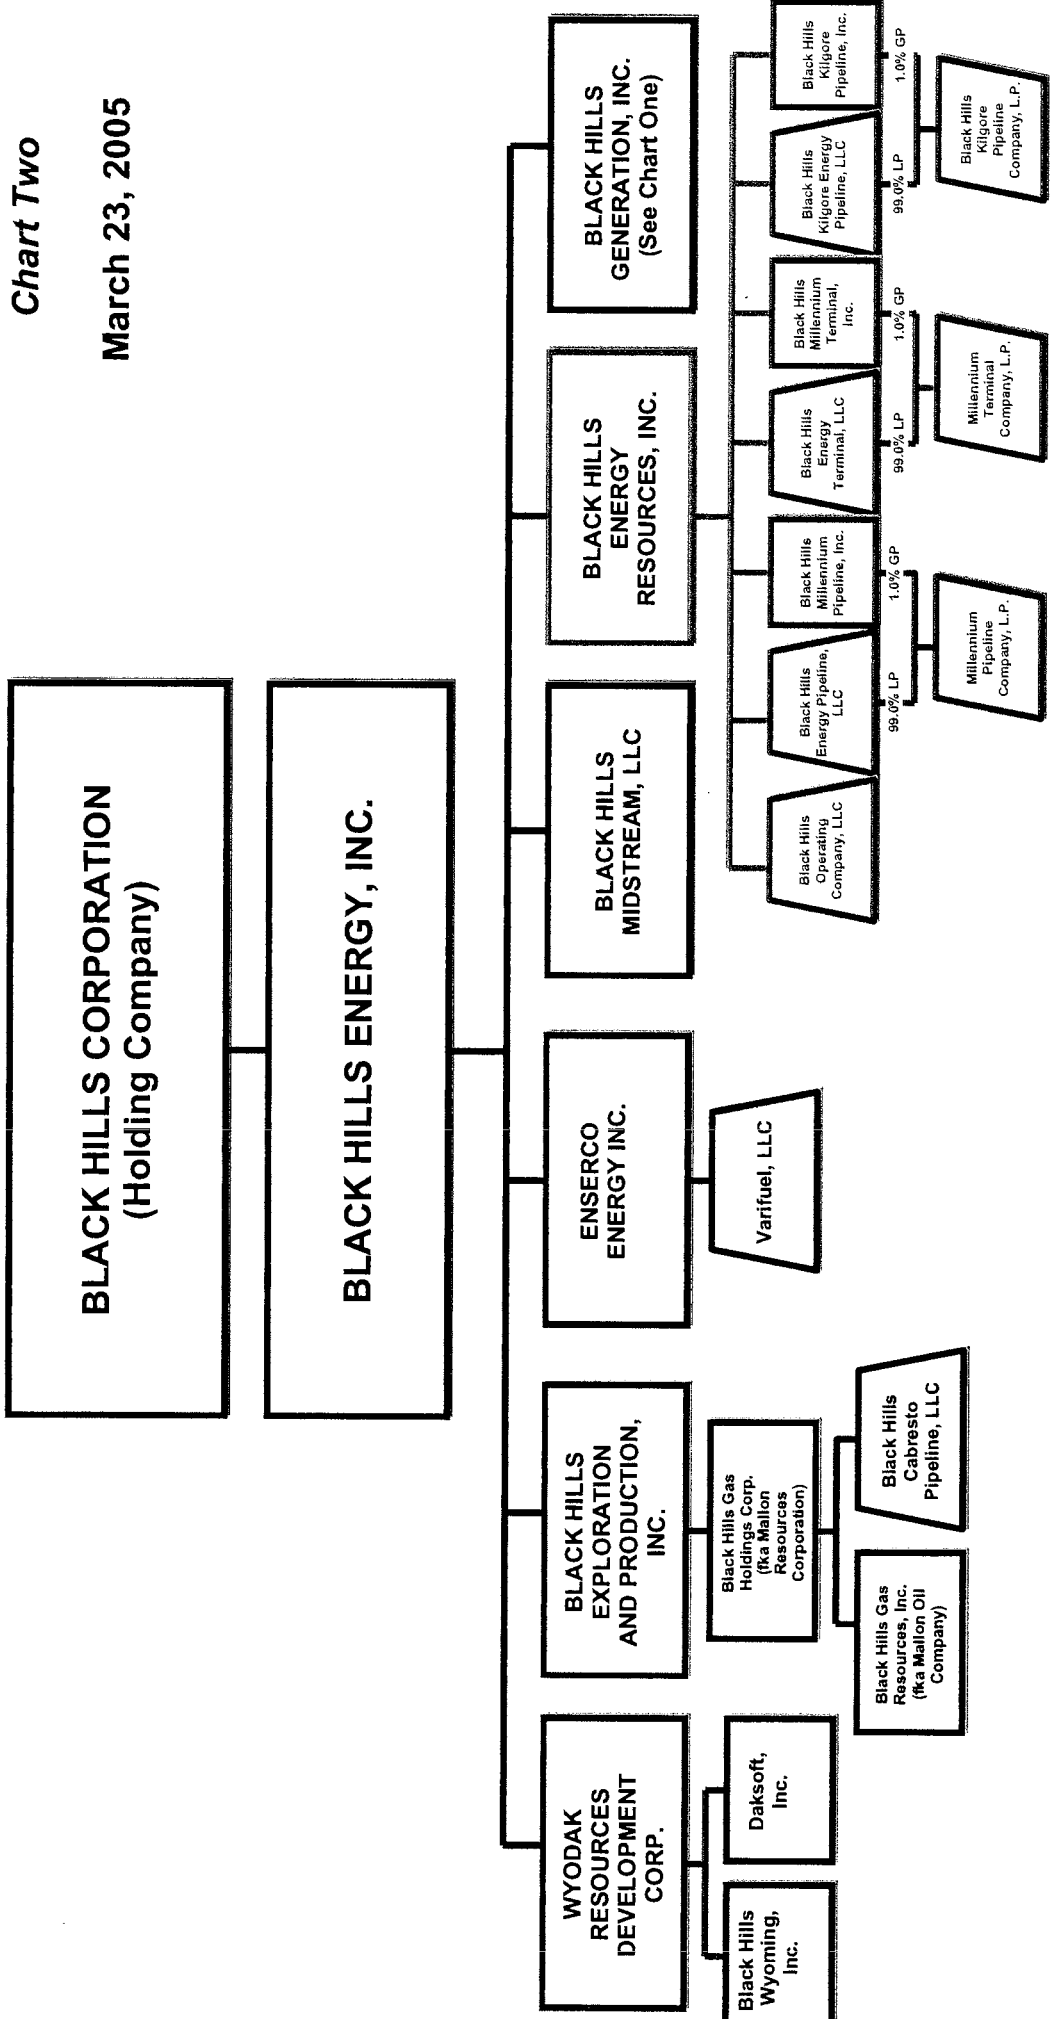 Chart Two
March 23, 2005
BLACK HILLS CORPORATION
(Holding Company)
BLACK HILLS ENERGY, INC.
WYODAK
RESOURCES
DEVELOPMENT
CORP.
BLACK HILLS
EXPLORATION
AND PRODUCTION,
INC.
ENSERCO
ENERGY INC.
BLACK HILLS
MIDSTREAM, LLC
BLACK HILLS
ENERGY
RESOURCES, INC.
BLACK HILLS
GENERATION, INC.
(See Chart One)
Black Hills
Wyoming,
Inc.
Daksoft,
Inc.
Black Hills Gas
Holdings Corp.
(fka Mallon
Resources
Corporation)
Black Hills Gas
Resources, Inc.
(fka Mallon Oil
Company)
Black Hills
Cabresto
Pipeline, LLC
Varifuel, LLC
Black Hills
Operating
Company, LLC
Black Hills
Energy Pipeline,
LLC
Black Hills
Millennium
Pipeline, Inc.
Black Hills
Energy
Terminal, LLC
Black Hills
Millennium
Terminal,
Inc.
Black Hills
Kilgore Energy
Pipeline, LLC
Black Hills
Kilgore
Pipeline, Inc.
99.0% LP
1.0% GP
99.0% LP
1.0% GP
99.0% LP
1.0% GP
Millennium
Pipeline
Company, L.P.
Millennium
Terminal
Company, L.P.
Black Hills
Kilgore
Pipeline
Company, L.P.